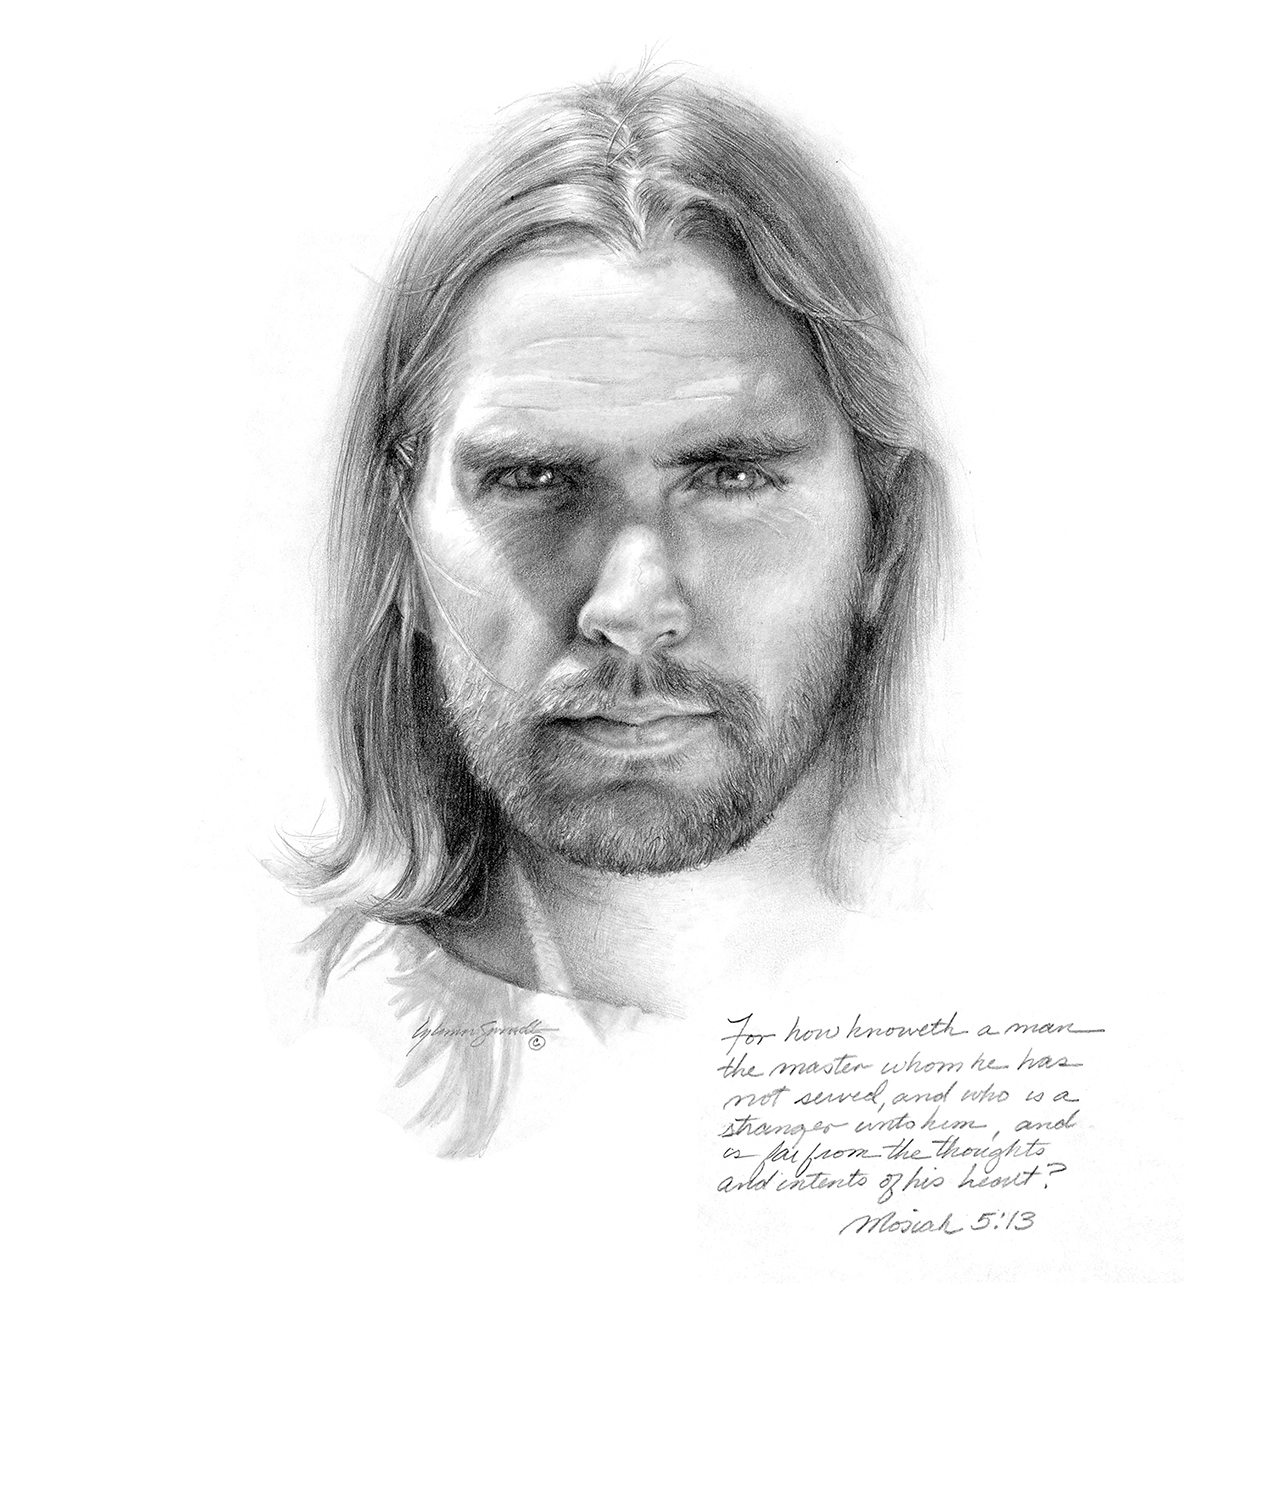 ©
For how knoweth a man
the master whom he has
not served, and who is a
stranger unto him, and
is far from the thoughts
and intents of his heart?
Mosiah 5:13